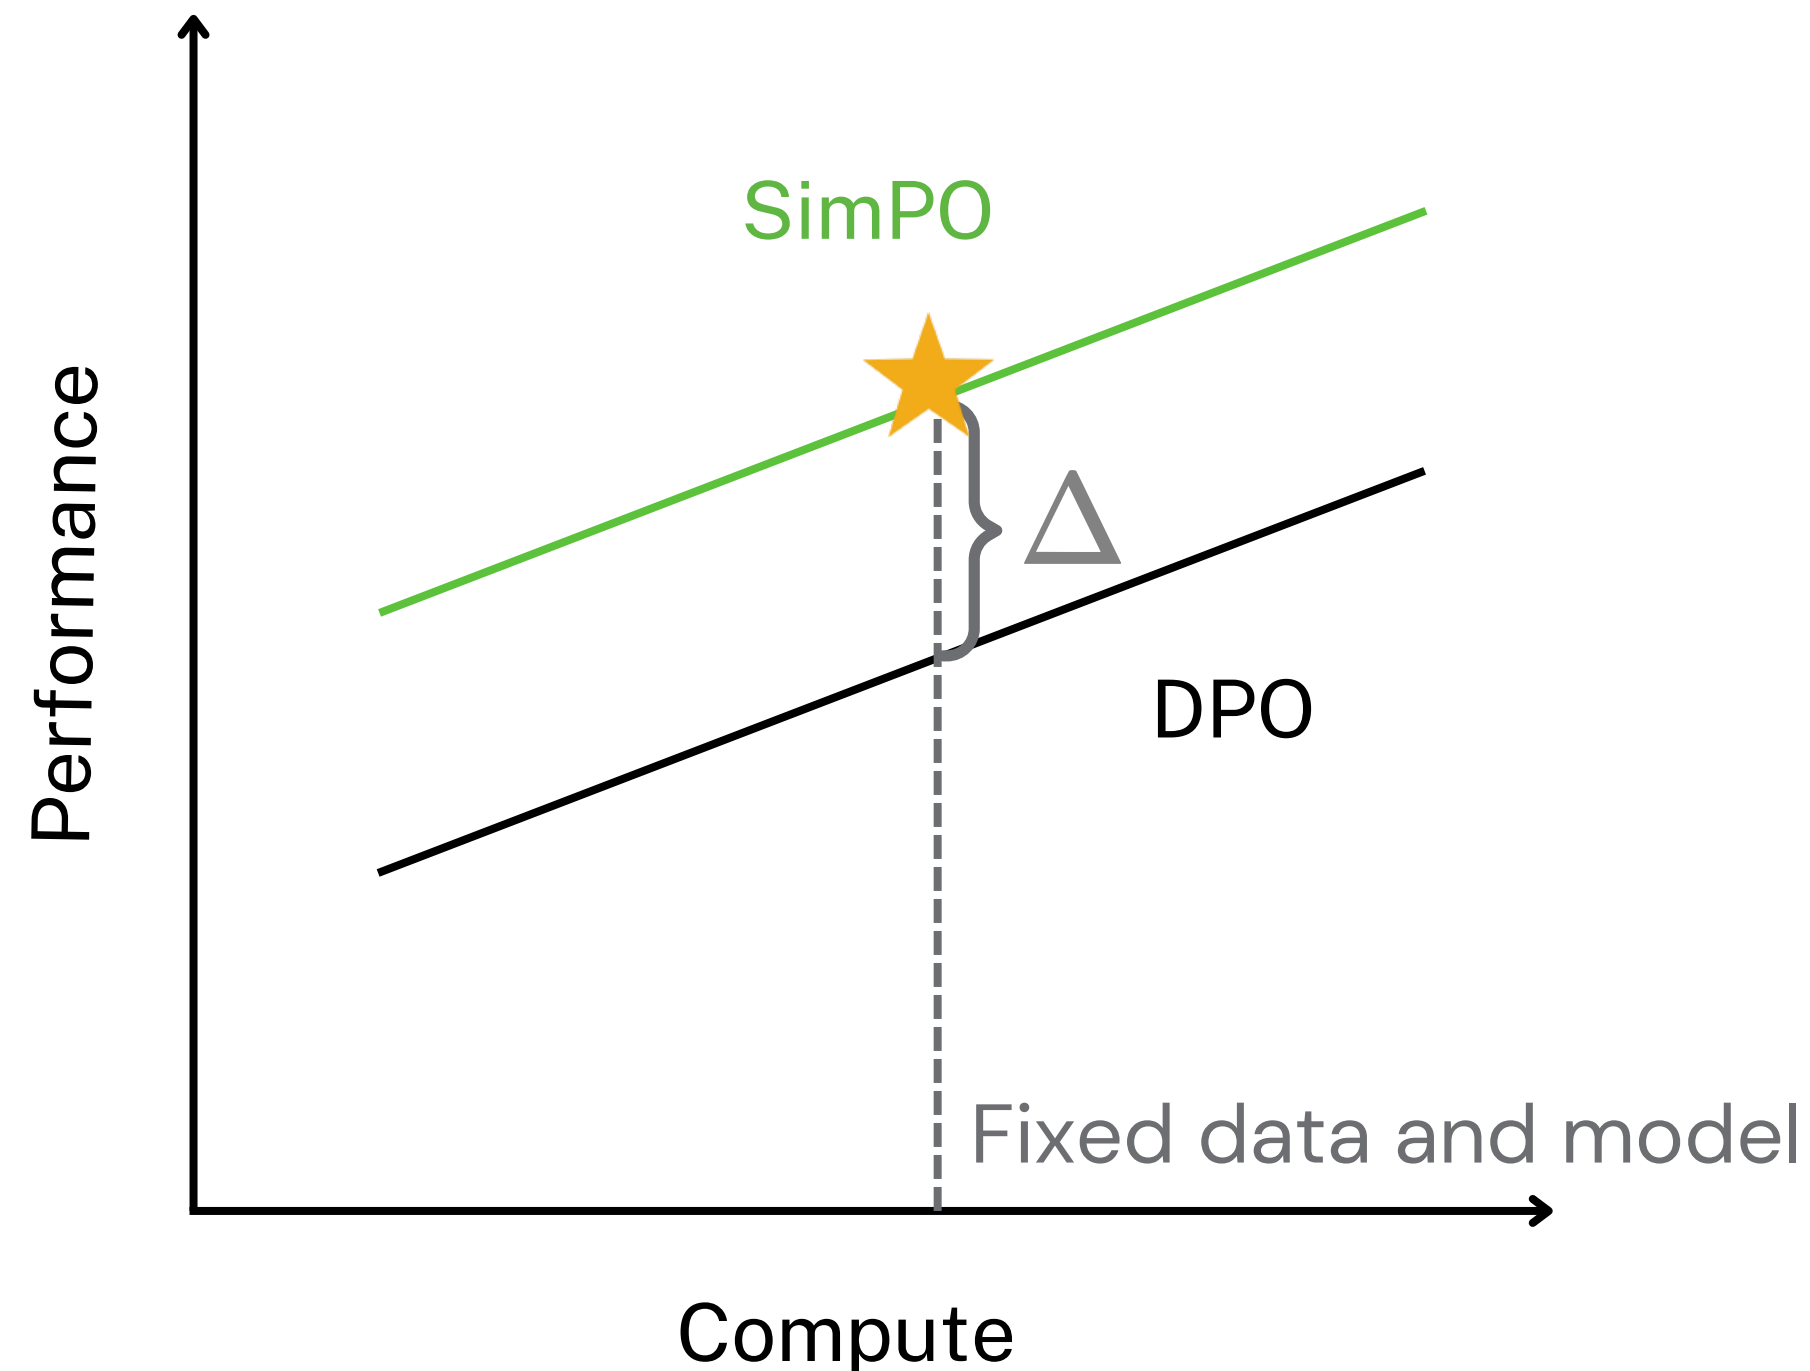 SimPO
Performance
Δ
DPO
Fixed data and model
Compute